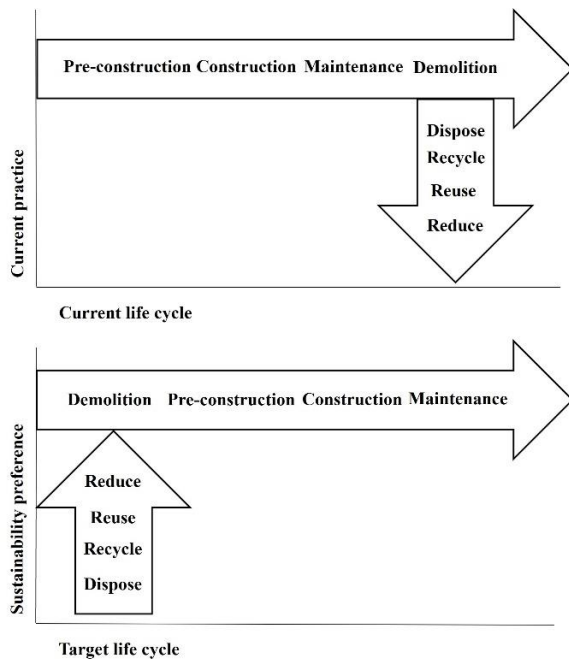 Pre-construction Construction Maintenance Demolition
Dispose
Recycle
Reuse
Reduce
Current practice
Current life cycle
Demolition Pre-construction Construction Maintenance
Reduce
Reuse
Recycle
Dispose
Sustainability preference
Target life cycle